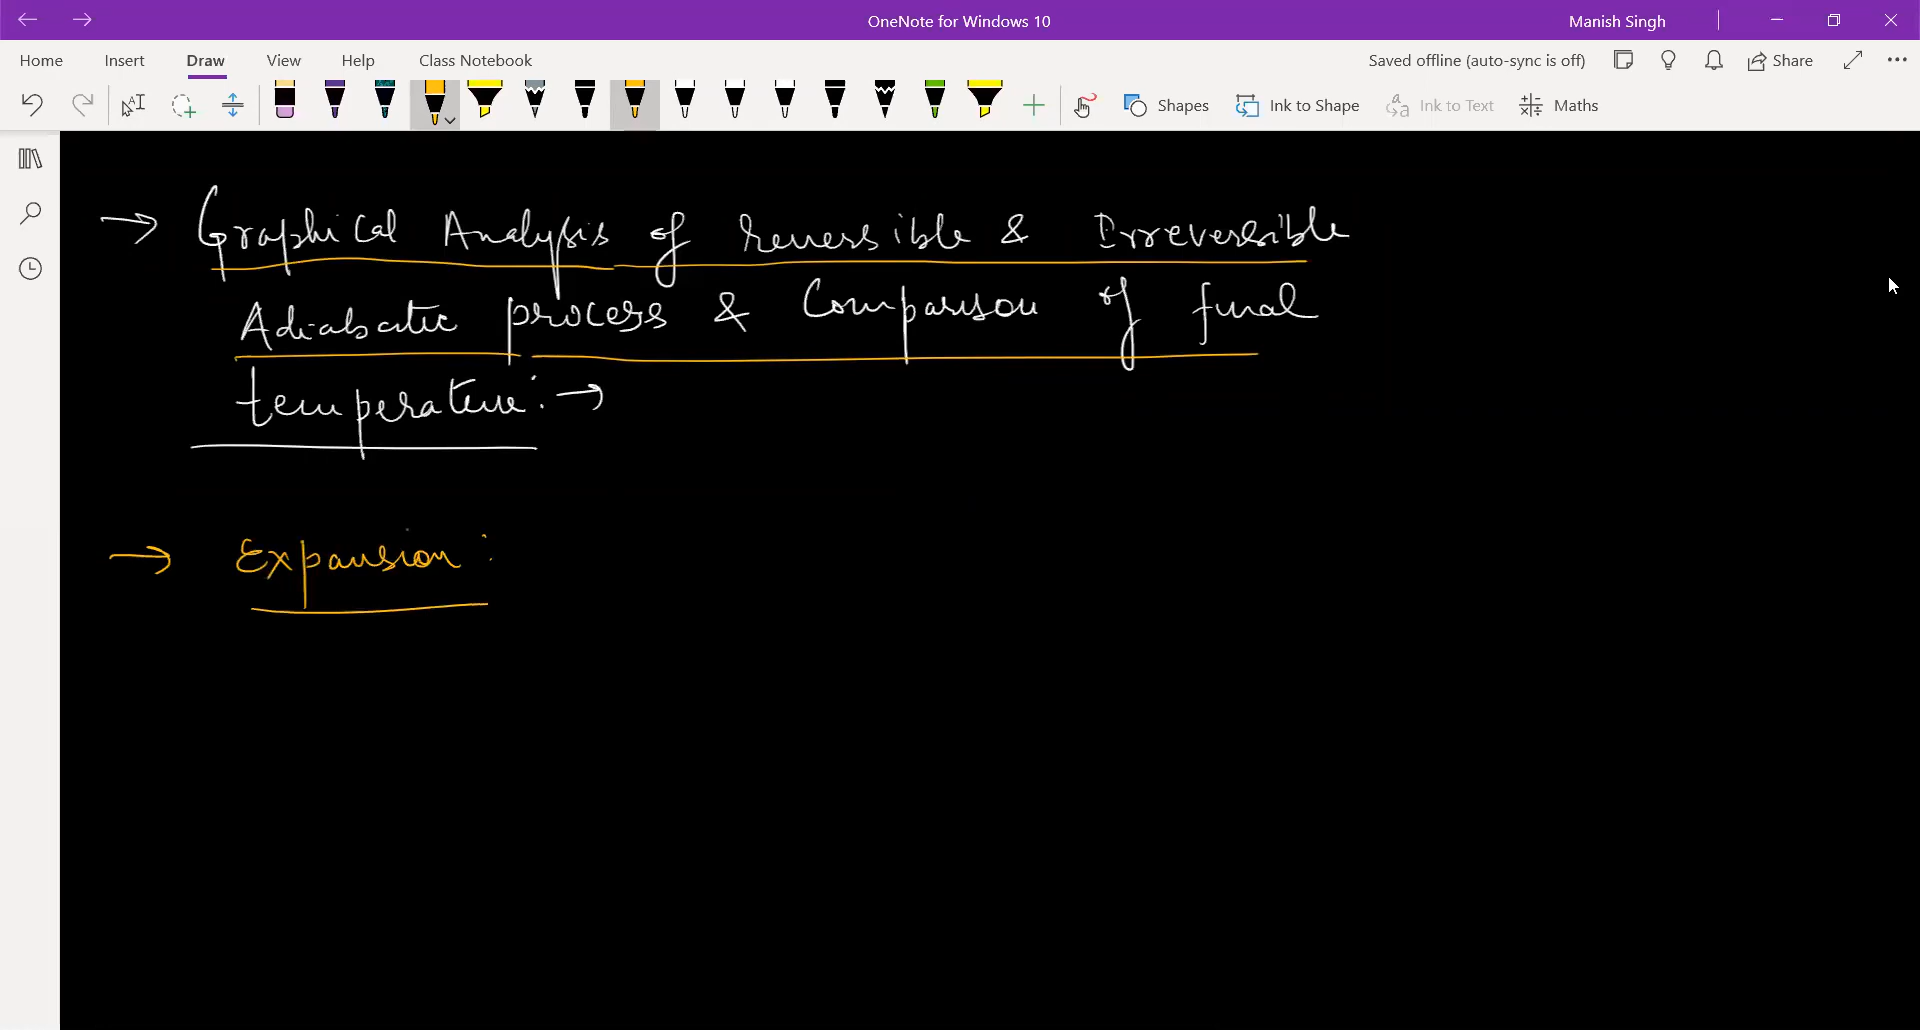 OneNote for Windows 10
Manish Singh
Home Insert Draw View Help Class Notebook
Saved offline (auto-sync is off) Share
Shapes Ink to Shape Ink to Text Maths
→ Graphical Analysis of Reversible & Irreversible
Adiabatic process & Comparison of final
temperature :→
→ Expansion :